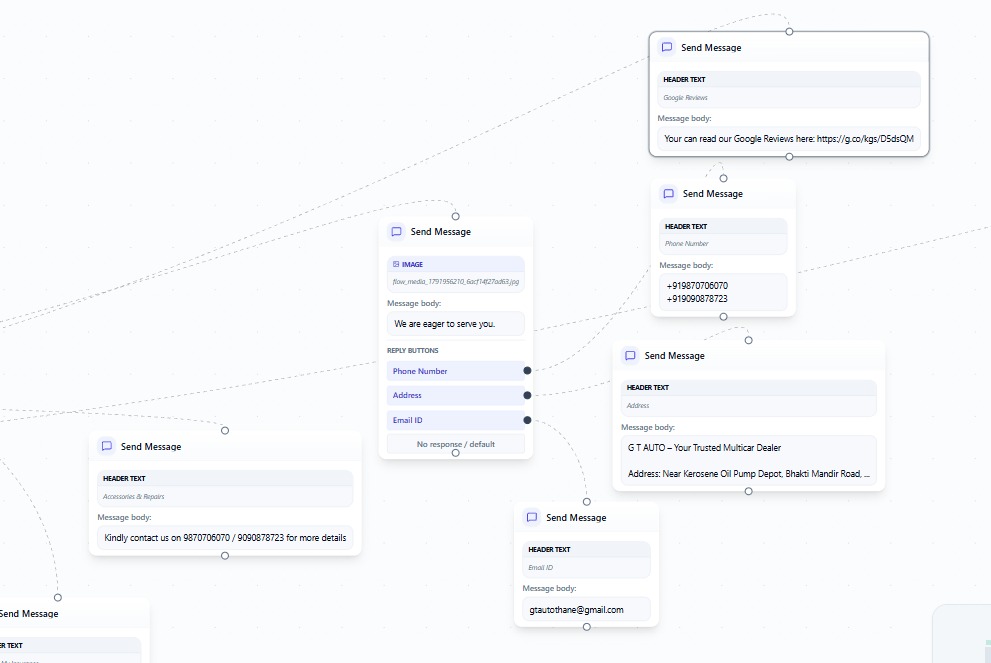 Send Message
HEADER TEXT
Google Reviews
Message body:
Your can read our Google Reviews here: https://g.co/kgs/D5dsQM
Send Message
HEADER TEXT
Phone Number
Message body:
+919870706070
+919090878723
Send Message
IMAGE
flow_media_1791956210_6acf14f27ad63.jpg
Message body:
We are eager to serve you.
REPLY BUTTONS
Phone Number
Address
Email ID
No response / default
Send Message
HEADER TEXT
Address
Message body:
G T AUTO – Your Trusted Multicar Dealer
Address: Near Kerosene Oil Pump Depot, Bhakti Mandir Road, ...
Send Message
HEADER TEXT
Accessories & Repairs
Message body:
Kindly contact us on 9870706070 / 9090878723 for more details
Send Message
HEADER TEXT
Email ID
Message body:
gtautothane@gmail.com
Send Message
TEXT